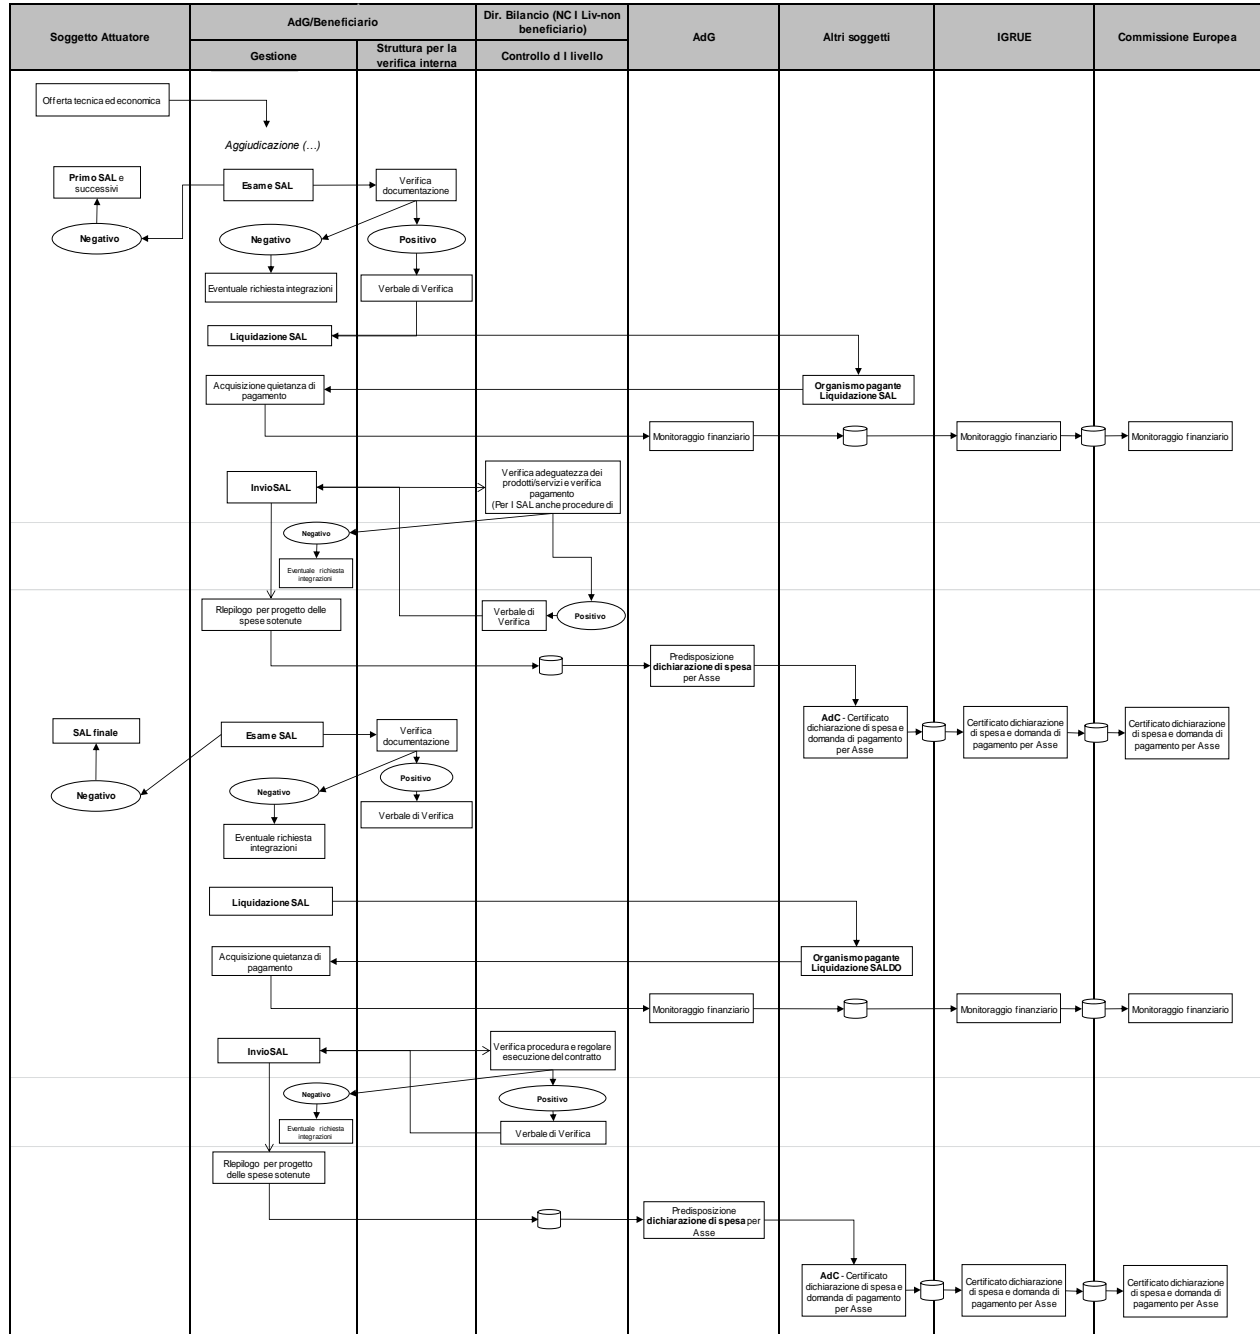 Soggetto Attuatore
AdG/Beneficiario
Dir. Bilancio (NC I Liv-non
beneficiario)
AdG
Altri soggetti
IGRUE
Commissione Europea
Gestione
Struttura per la
verifica interna
Controllo d I livello
Offerta tecnica ed economica
Aggiudicazione (…)
Primo SAL e
successivi
Esame SAL
Verifica
documentazione
Negativo
Negativo
Positivo
Eventuale richiesta integrazioni
Verbale di Verifica
Liquidazione SAL
Acquisizione quietanza di
pagamento
Organismo pagante
Liquidazione SAL
Monitoraggio finanziario
Monitoraggio finanziario
Monitoraggio finanziario
InvioSAL
Verifica adeguatezza dei
prodotti/servizi e verifica
pagamento
(Per I SAL anche procedure di
Negativo
Eventuale richiesta
integrazioni
RIepilogo per progetto delle
spese sotenute
Verbale di
Verifica
Positivo
Predisposizione
dichiarazione di spesa
per Asse
SAL finale
Esame SAL
Verifica
documentazione
AdC - Certificato
dichiarazione di spesa e
domanda di pagamento
per Asse
Certificato dichiarazione
di spesa e domanda di
pagamento per Asse
Certificato dichiarazione
di spesa e domanda di
pagamento per Asse
Negativo
Negativo
Positivo
Verbale di Verifica
Eventuale richiesta
integrazioni
Liquidazione SAL
Acquisizione quietanza di
pagamento
Organismo pagante
Liquidazione SALDO
Monitoraggio finanziario
Monitoraggio finanziario
Monitoraggio finanziario
InvioSAL
Verifica procedura e regolare
esecuzione del contratto
Negativo
Positivo
Eventuale richiesta
integrazioni
Verbale di Verifica
RIepilogo per progetto
delle spese sotenute
Predisposizione
dichiarazione di spesa per
Asse
AdC - Certificato
dichiarazione di spesa e
domanda di pagamento
per Asse
Certificato dichiarazione
di spesa e domanda di
pagamento per Asse
Certificato dichiarazione
di spesa e domanda di
pagamento per Asse